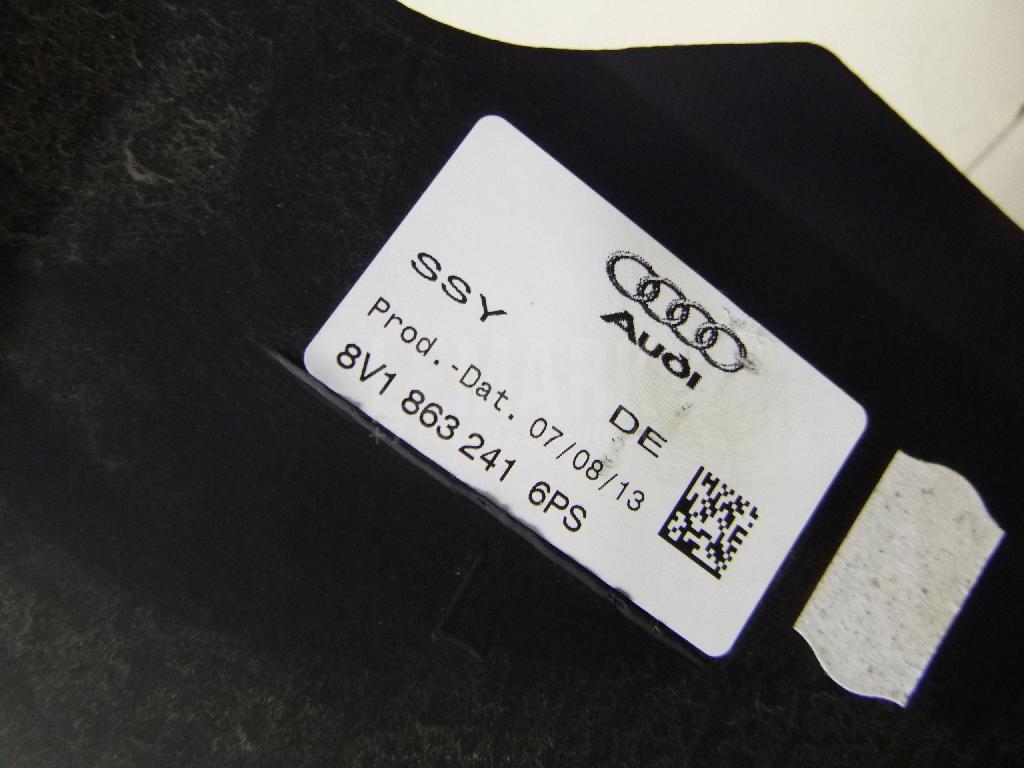 Audi
SSY
DE
Prod.-Dat. 07/08/13
8V1 863 241 6PS